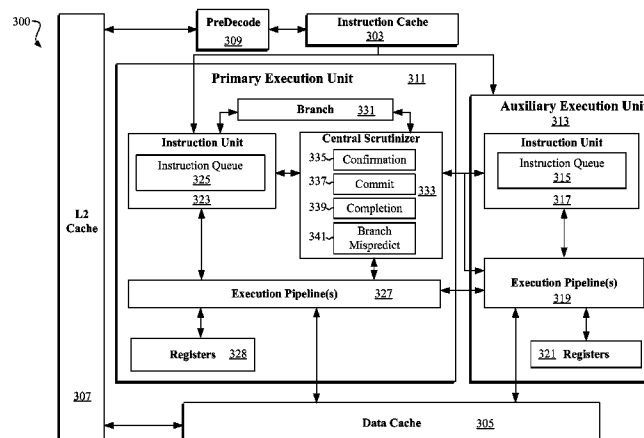 300
PreDecode
309
Instruction Cache
303
Primary Execution Unit
311
Branch
331
Auxiliary Execution Unit
313
Instruction Unit
Instruction Queue
325
323
Central Scrutinizer
335
Confirmation
337
Commit
333
339
Completion
341
Branch
Mispredict
Instruction Unit
Instruction Queue
315
317
L2
Cache
Execution Pipeline(s)
327
Execution Pipeline(s)
319
Registers
328
321
Registers
307
Data Cache
305